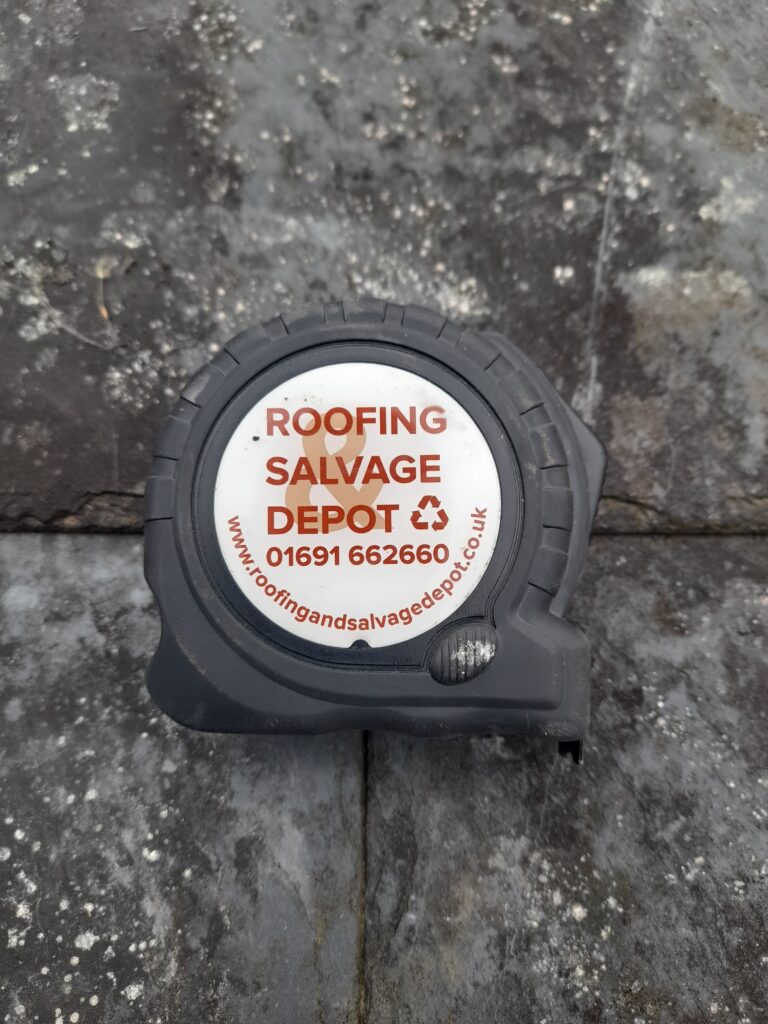 ROOFING
&
SALVAGE
DEPOT
01691 662660
www.roofingandsalvagedepot.co.uk